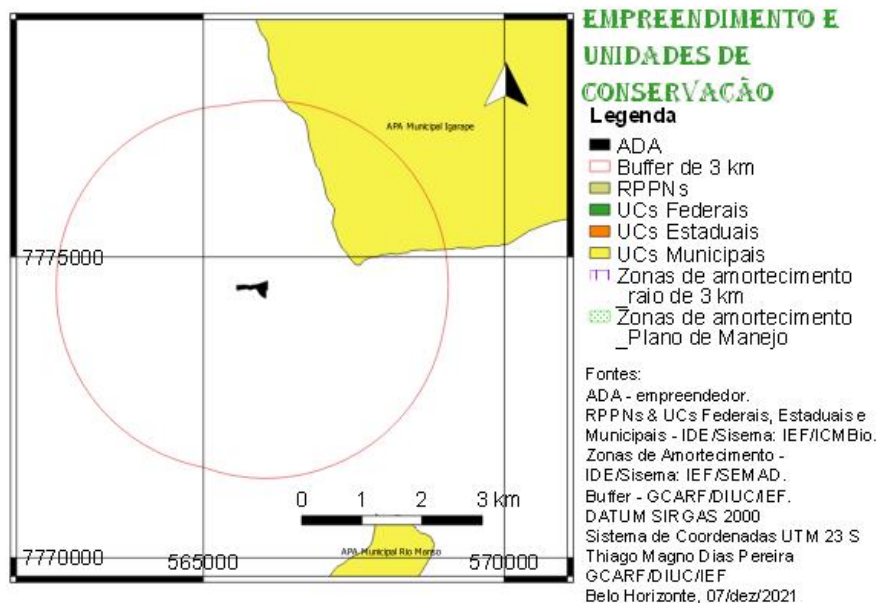 EMPREENDIMENTO E
UNIDADES DE
CONSERVAÇÃO
Legenda
ADA
Buffer de 3 km
RPPNs
UCs Federais
UCs Estaduais
UCs Municipais
Zonas de amortecimento
_raio de 3 km
Zonas de amortecimento
_Plano de Manejo
Fontes:
ADA - empreendedor.
RPPNs & UCs Federais, Estaduais e
Municipais - IDE/Sisema: IEF/ICMBio.
Zonas de Amortecimento -
IDE/Sisema: IEF/SEMAD.
Buffer - GCARF/DIUC/IEF.
DATUM SIRGAS 2000
Sistema de Coordenadas UTM 23 S
Thiago Magno Dias Pereira
GCARF/DIUC/IEF
Belo Horizonte, 07/dez/2021
APA Municipal Igarape
7775000
0 1 2 3 km
APA Municipal Rio Manso
7770000
565000
570000